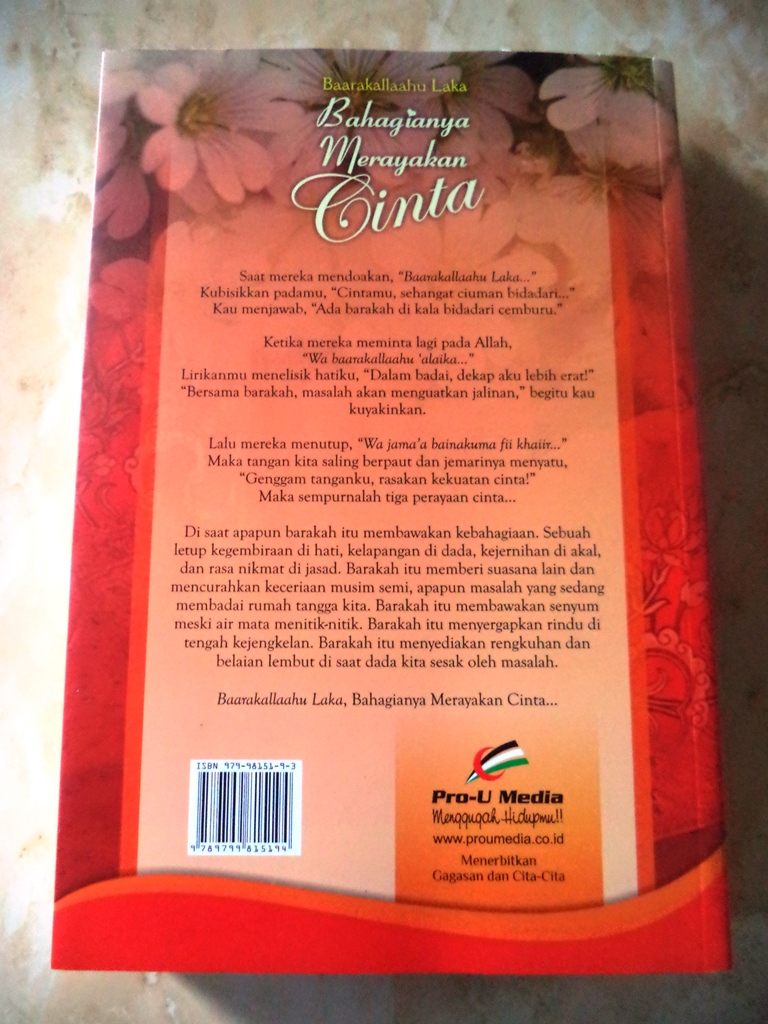 Baarakallaahu Laka
Bahagianya
Merayakan
Cinta
Saat mereka mendoakan, “Baarakallaahu Laka...”
Kubisikkan padamu, “Cintamu, sehangat ciuman bidadari...”
Kau menjawab, “Ada barakah di kala bidadari cemburu.”
Ketika mereka meminta lagi pada Allah,
“Wa baarakallaahu ‘alaika...”
Lirikanmu menelisik hatiku, “Dalam badai, dekap aku lebih erat!”
“Bersama barakah, masalah akan menguatkan jalinan,” begitu kau
kuyakinkan.
Lalu mereka menutup, “Wa jama’a bainakuma fii khaiir...”
Maka tangan kita saling berpaut dan jemarinya menyatu,
“Genggam tanganku, rasakan kekuatan cinta!”
Maka sempurnalah tiga perayaan cinta...
Di saat apapun barakah itu membawakan kebahagiaan. Sebuah
letup kegembiraan di hati, kelapangan di dada, kejernihan di akal,
dan rasa nikmat di jasad. Barakah itu memberi suasana lain dan
mencurahkan keceriaan musim semi, apapun masalah yang sedang
membadai rumah tangga kita. Barakah itu membawakan senyum
meski air mata menitik-nitik. Barakah itu menyergapkan rindu di
tengah kejengkelan. Barakah itu menyediakan rengkuhan dan
belaian lembut di saat dada kita sesak oleh masalah.
Baarakallaahu Laka, Bahagianya Merayakan Cinta...
ISBN 979-98151-9-3
9 789799 815194
Pro-U Media
Menggugah Hidupmu!!
www.proumedia.co.id
Menerbitkan
Gagasan dan Cita-Cita